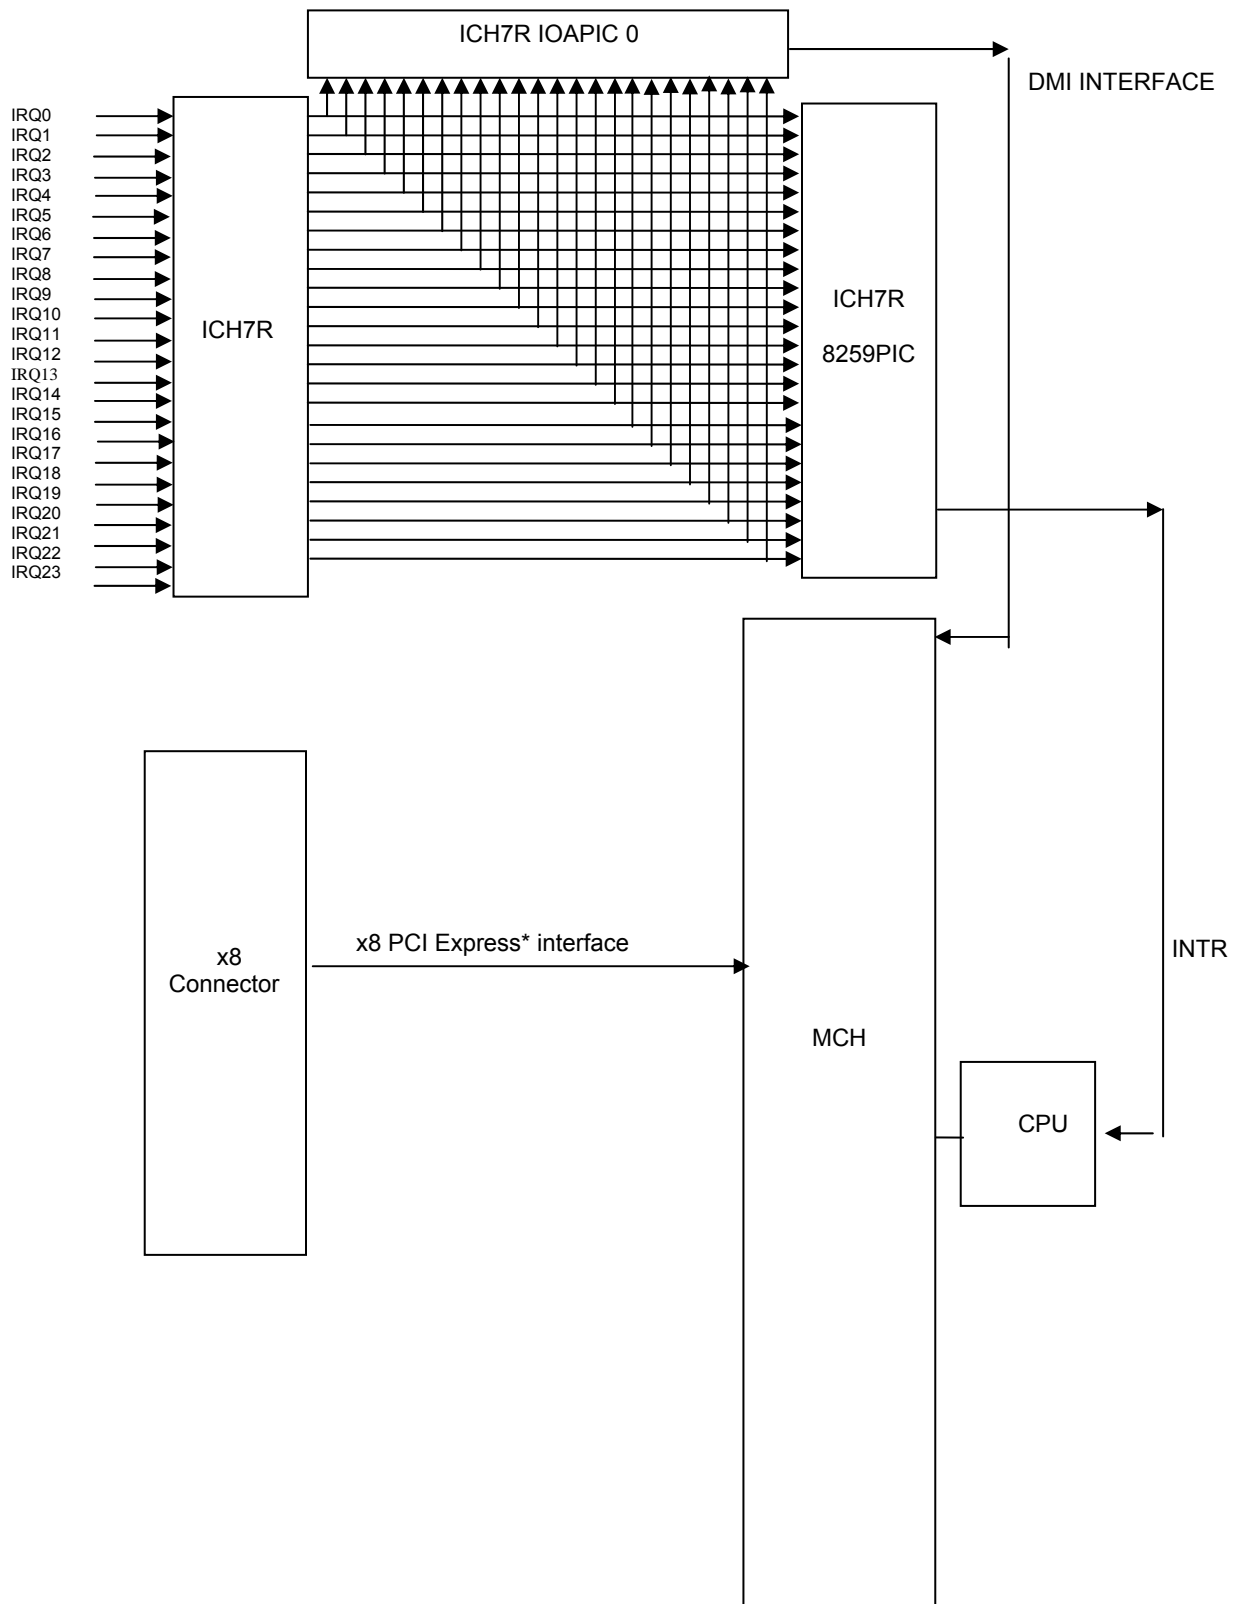 ICH7R IOAPIC 0
DMI INTERFACE
IRQ0
IRQ1
IRQ2
IRQ3
IRQ4
IRQ5
IRQ6
IRQ7
IRQ8
IRQ9
IRQ10
IRQ11
IRQ12
IRQ13
IRQ14
IRQ15
IRQ16
IRQ17
IRQ18
IRQ19
IRQ20
IRQ21
IRQ22
IRQ23
ICH7R
ICH7R
8259PIC
x8 PCI Express* interface
x8
Connector
INTR
MCH
CPU